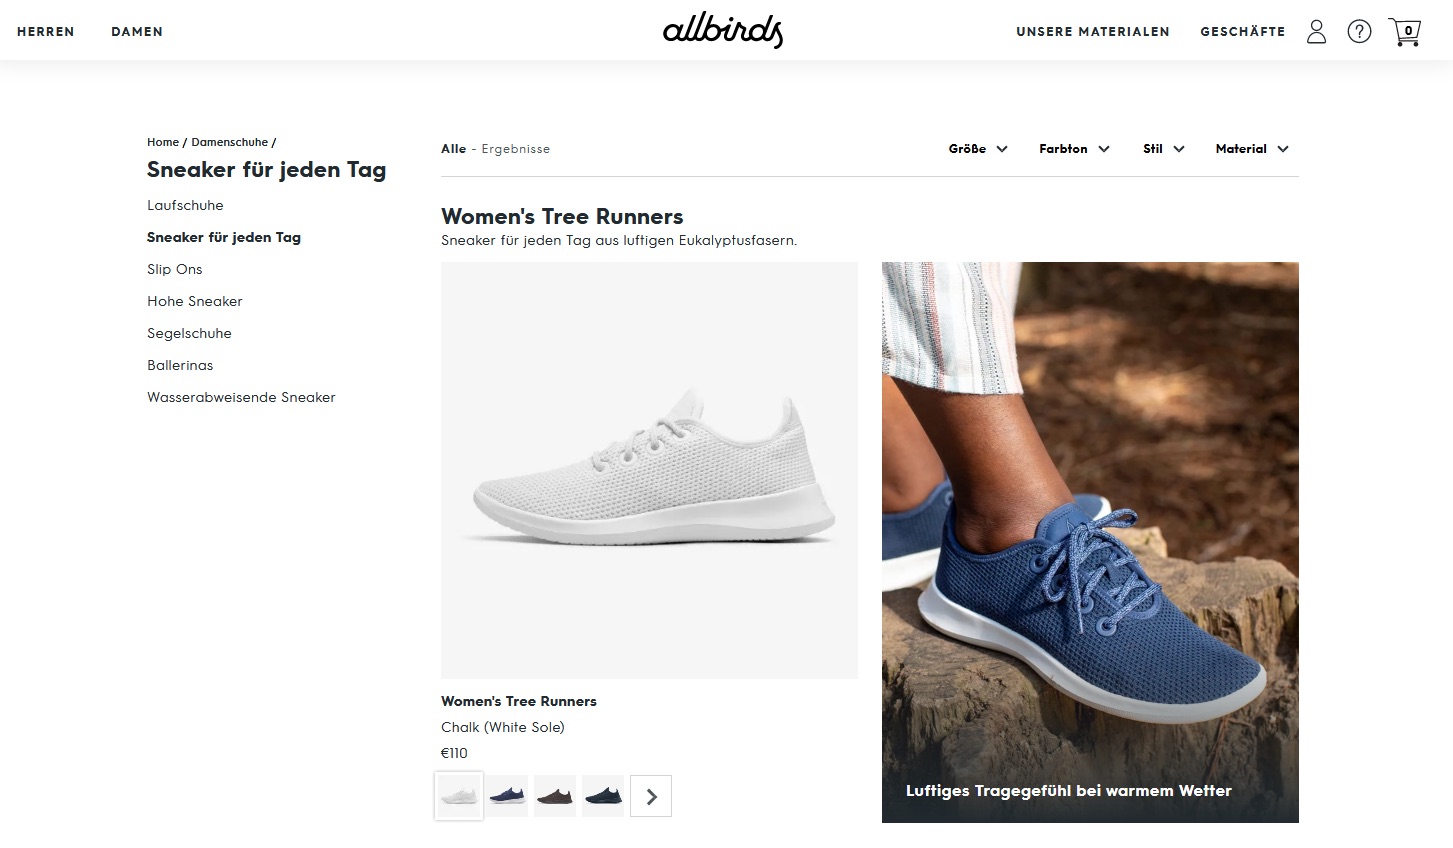 HERREN
DAMEN
allbirds
UNSERE MATERIALEN
GESCHÄFTE
?
0
Home / Damenschuhe /
Sneaker für jeden Tag
Laufschuhe
Sneaker für jeden Tag
Slip Ons
Hohe Sneaker
Segelschuhe
Ballerinas
Wasserabweisende Sneaker
Alle - Ergebnisse
Größe
Farbton
Stil
Material
Women's Tree Runners
Sneaker für jeden Tag aus luftigen Eukalyptusfasern.
Women's Tree Runners
Chalk (White Sole)
€110
Luftiges Tragegefühl bei warmem Wetter